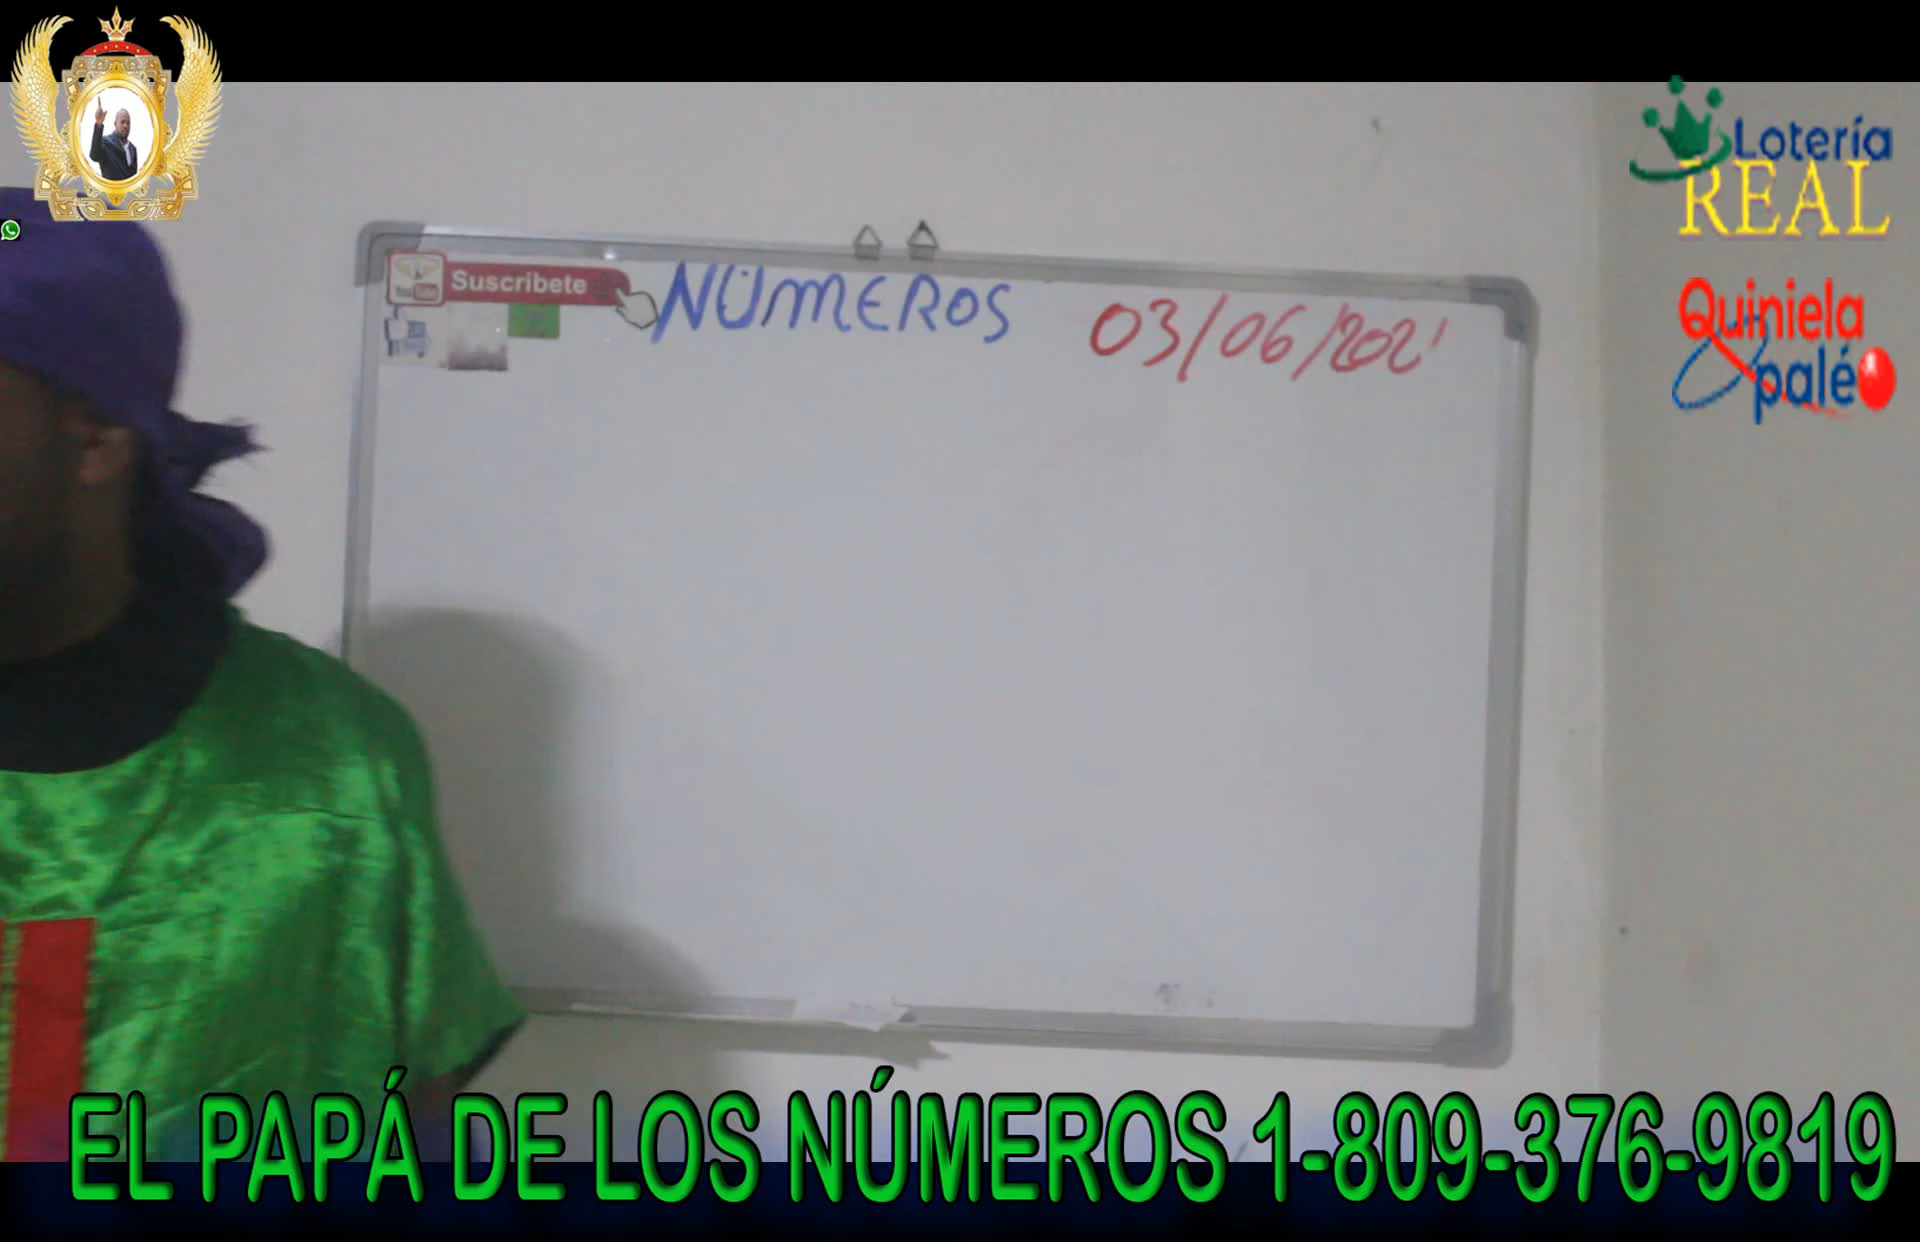 Lotería
REAL
Quiniela
palé
Suscribete
NÚMEROS 03/06/2021
EL PAPÁ DE LOS NÚMEROS 1-809-376-9819